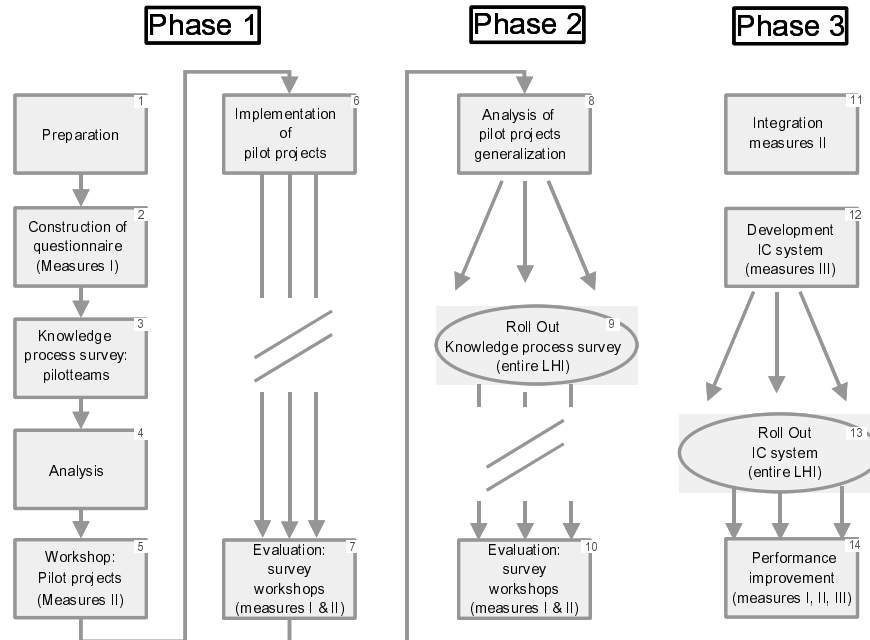 Phase 1
Phase 2
Phase 3
1
Preparation
2
Construction of
questionnaire
(Measures I)
3
Knowledge
process survey:
pilotteams
4
Analysis
5
Workshop:
Pilot projects
(Measures II)
6
Implementation
of
pilot projects
7
Evaluation:
survey
workshops
(measures I & II)
8
Analysis of
pilot projects
generalization
9
Roll Out
Knowledge process survey
(entire LHI)
10
Evaluation:
survey
workshops
(measures I & II)
11
Integration
measures II
12
Development
IC system
(measures III)
13
Roll Out
IC system
(entire LHI)
14
Performance
improvement
(measures I, II, III)